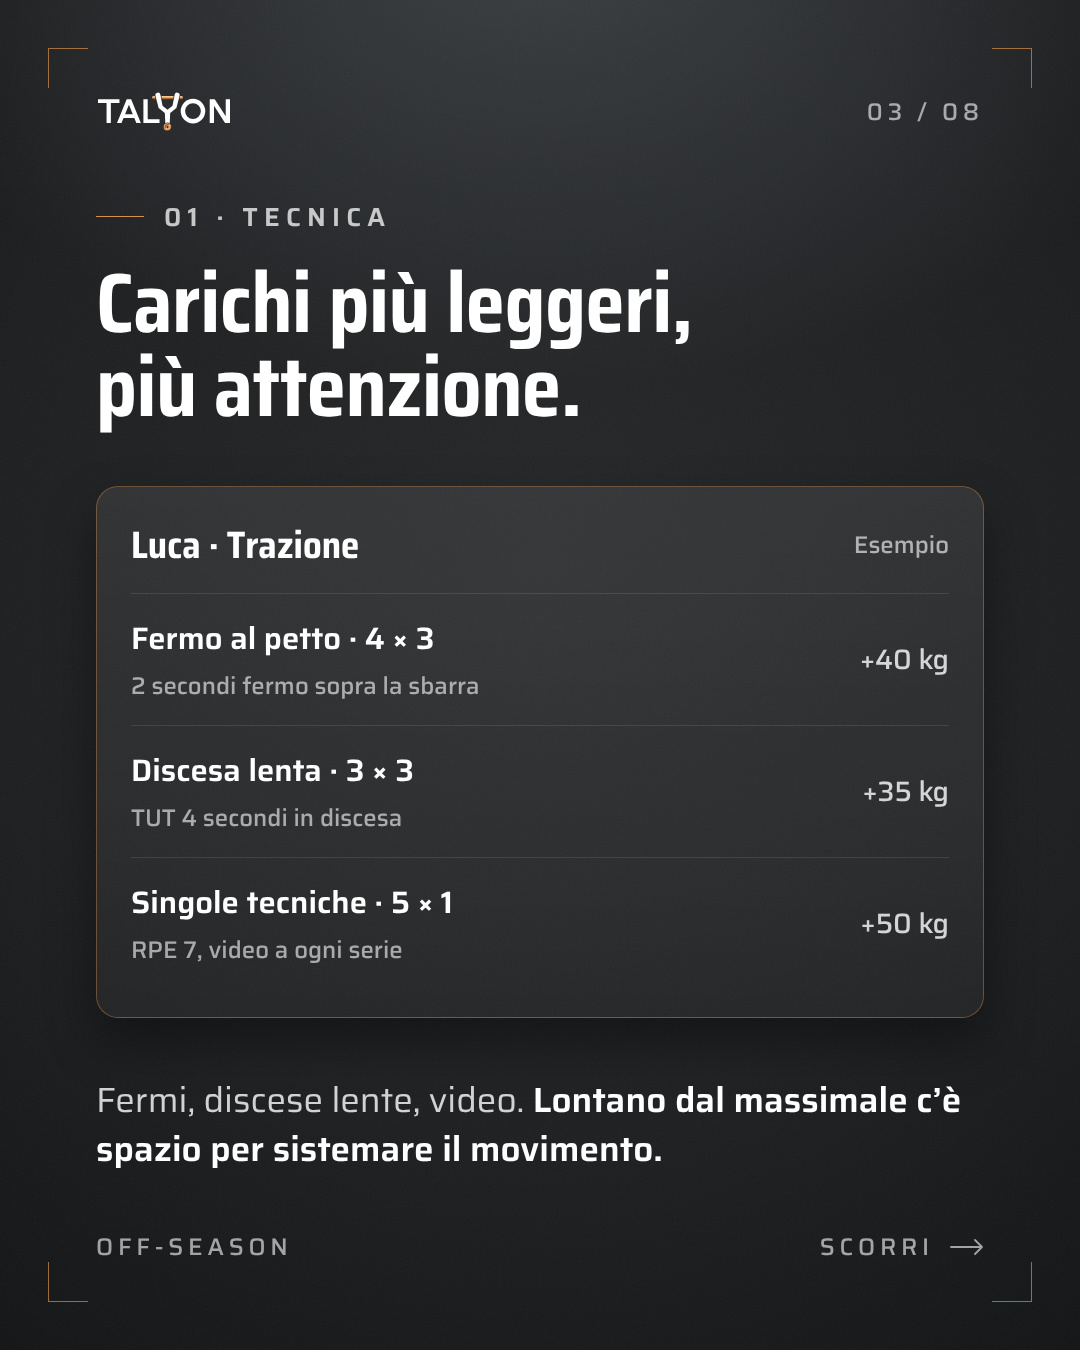 TALYON
03 / 08
01 · TECNICA
Carichi più leggeri,
più attenzione.
Luca · Trazione
Esempio
Fermo al petto · 4 × 3
2 secondi fermo sopra la sbarra
+40 kg
Discesa lenta · 3 × 3
TUT 4 secondi in discesa
+35 kg
Singole tecniche · 5 × 1
RPE 7, video a ogni serie
+50 kg
Fermi, discese lente, video. Lontano dal massimale c’è
spazio per sistemare il movimento.
OFF-SEASON
SCORRI →